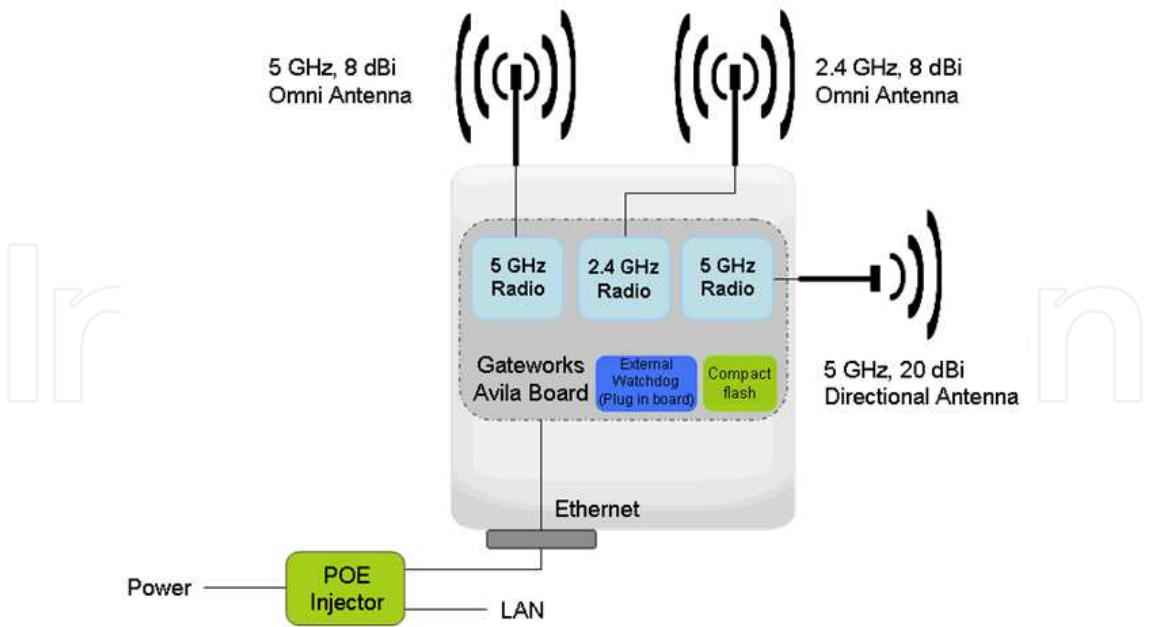 5 GHz, 8 dBi
Omni Antenna
2.4 GHz, 8 dBi
Omni Antenna
5 GHz
Radio
2.4 GHz
Radio
5 GHz
Radio
5 GHz, 20 dBi
Directional Antenna
Gateworks
Avila Board
External
Watchdog
(Plug in board)
Compact
flash
Ethernet
Power
POE
Injector
LAN